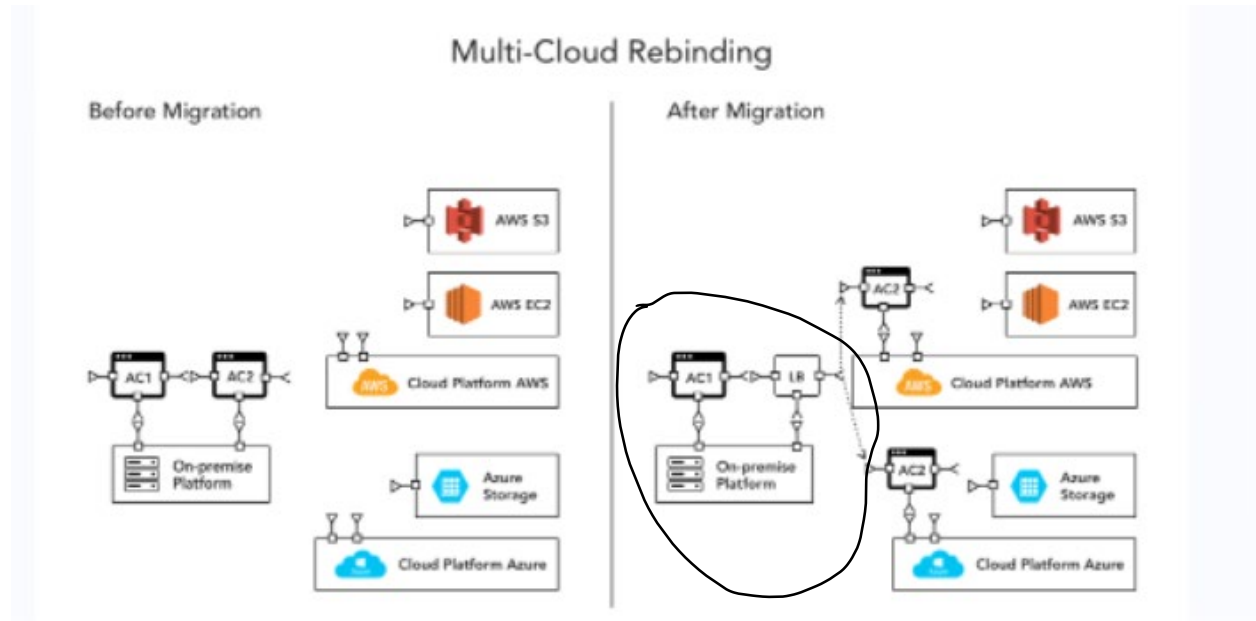 Multi-Cloud Rebinding
Before Migration
After Migration
AWS S3
AWS EC2
AC1
AC2
AWS
Cloud Platform AWS
On-premise
Platform
Azure
Storage
Cloud Platform Azure
AWS S3
AC2
AWS EC2
AC1
LB
AWS
Cloud Platform AWS
On-premise
Platform
AC2
Azure
Storage
Cloud Platform Azure